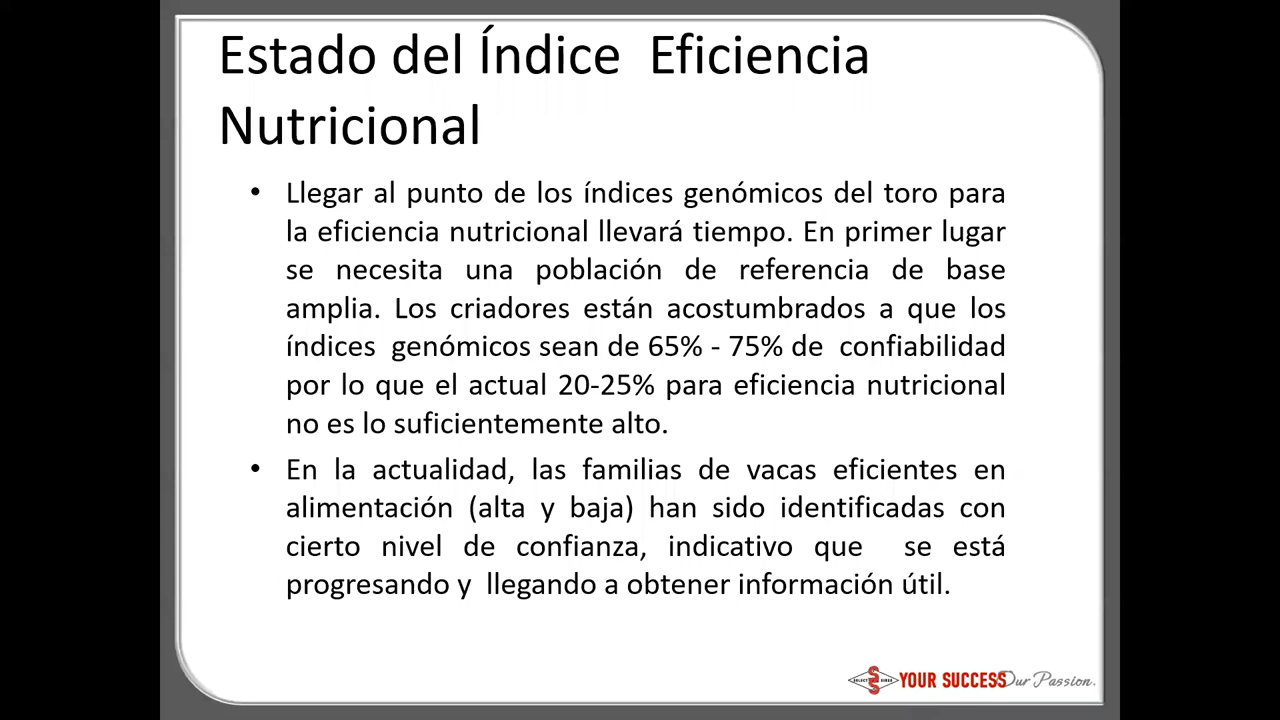 Estado del Índice  Eficiencia
Nutricional
• Llegar al punto de los índices genómicos del toro para
la eficiencia nutricional llevará tiempo. En primer lugar
se necesita una población de referencia de base
amplia. Los criadores están acostumbrados a que los
índices  genómicos sean de 65% - 75% de  confiabilidad
por lo que el actual 20-25% para eficiencia nutricional
no es lo suficientemente alto.
• En la actualidad, las familias de vacas eficientes en
alimentación (alta y baja) han sido identificadas con
cierto nivel de confianza, indicativo que  se está
progresando y  llegando a obtener información útil.
SELECT SIRES YOUR SUCCESS Our Passion.